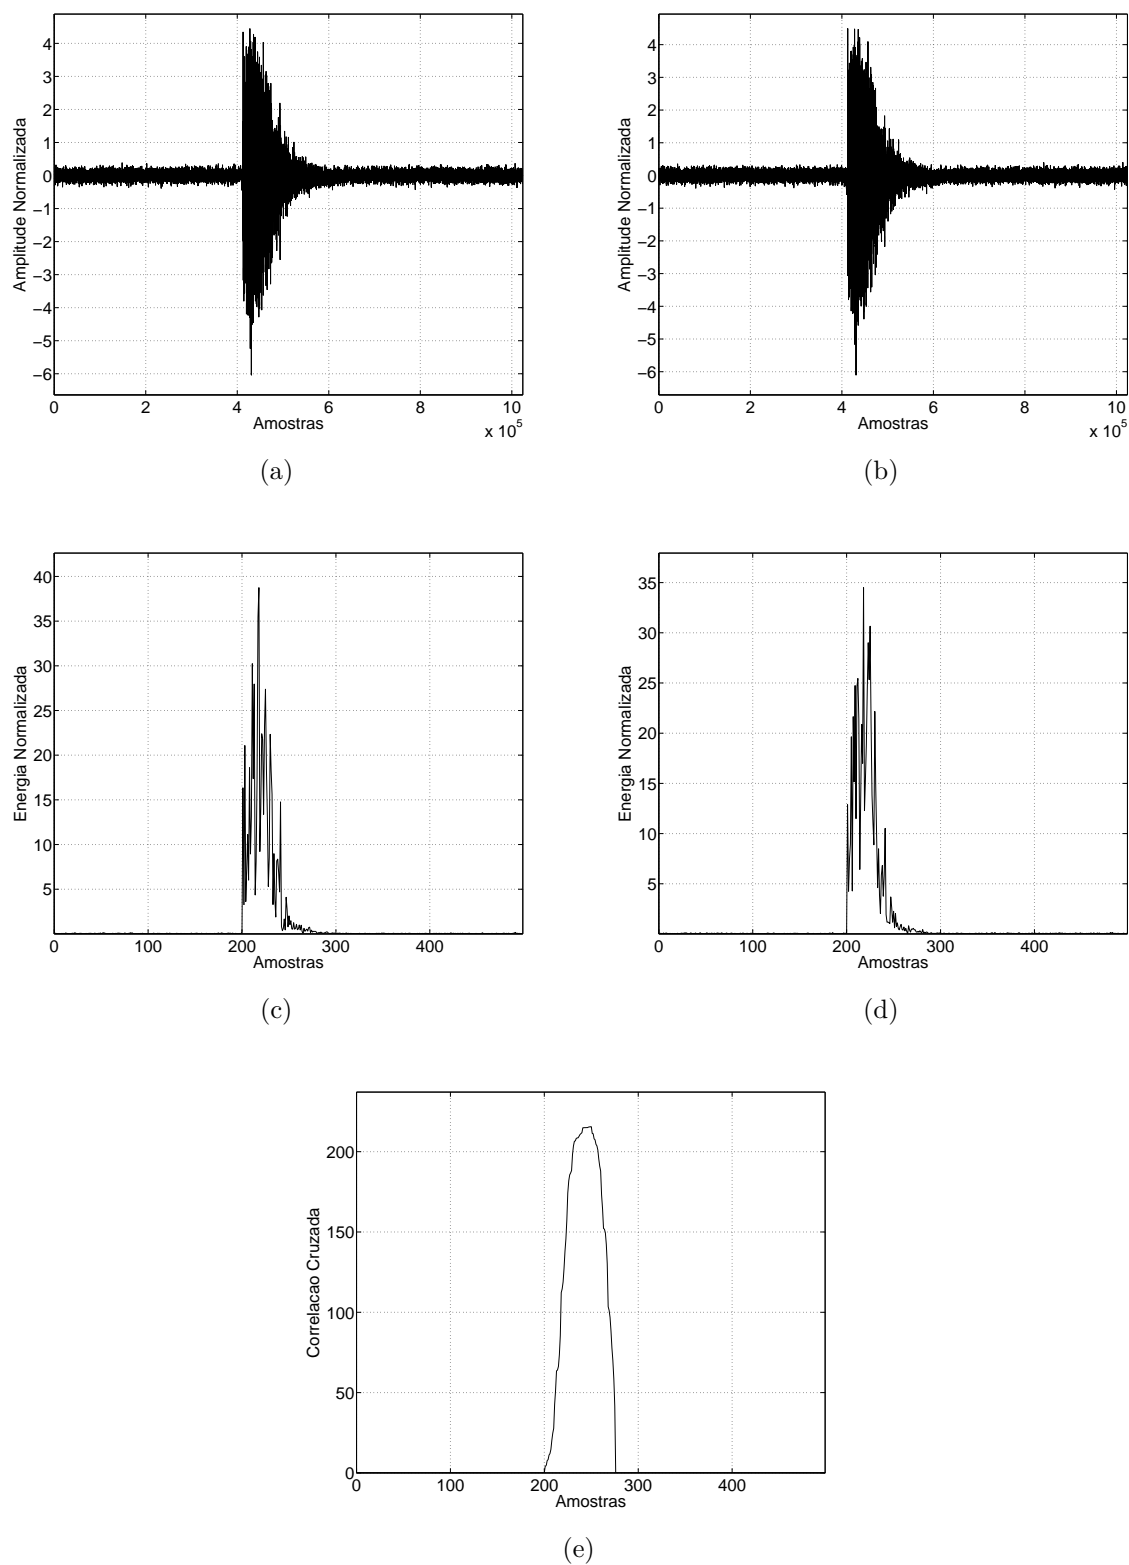 4
3
2
1
0
−1
−2
−3
−4
−5
−6
Amplitude Normalizada
0 2 4 6 8 10
Amostras
x 10^5
(a)
4
3
2
1
0
−1
−2
−3
−4
−5
−6
Amplitude Normalizada
0 2 4 6 8 10
Amostras
x 10^5
(b)
40
35
30
25
20
15
10
5
Energia Normalizada
0 100 200 300 400
Amostras
(c)
35
30
25
20
15
10
5
Energia Normalizada
0 100 200 300 400
Amostras
(d)
200
150
100
50
0
Correlacao Cruzada
0 100 200 300 400
Amostras
(e)